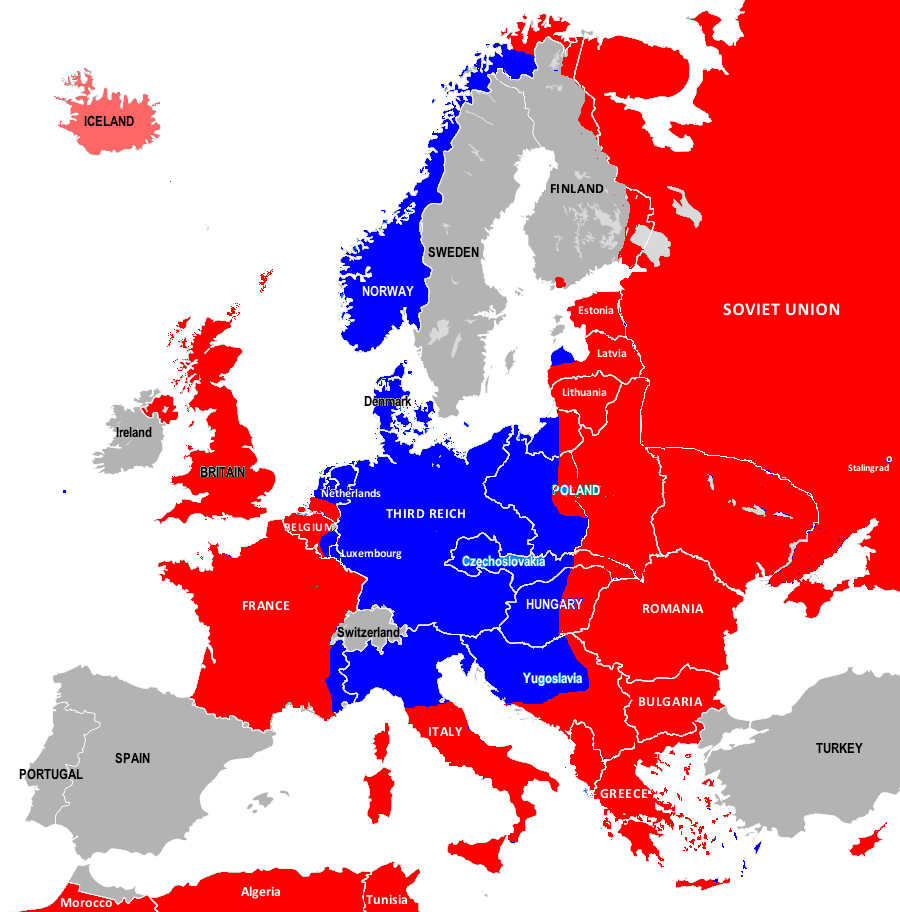 ICELAND
FINLAND
SWEDEN
NORWAY
SOVIET UNION
Estonia
Latvia
Lithuania
Denmark
Ireland
BRITAIN
Stalingrad
Netherlands
POLAND
THIRD REICH
BELGIUM
Luxembourg
Czechoslovakia
FRANCE
HUNGARY
ROMANIA
Switzerland
Yugoslavia
BULGARIA
ITALY
TURKEY
SPAIN
PORTUGAL
GREECE
Algeria
Tunisia
Morocco